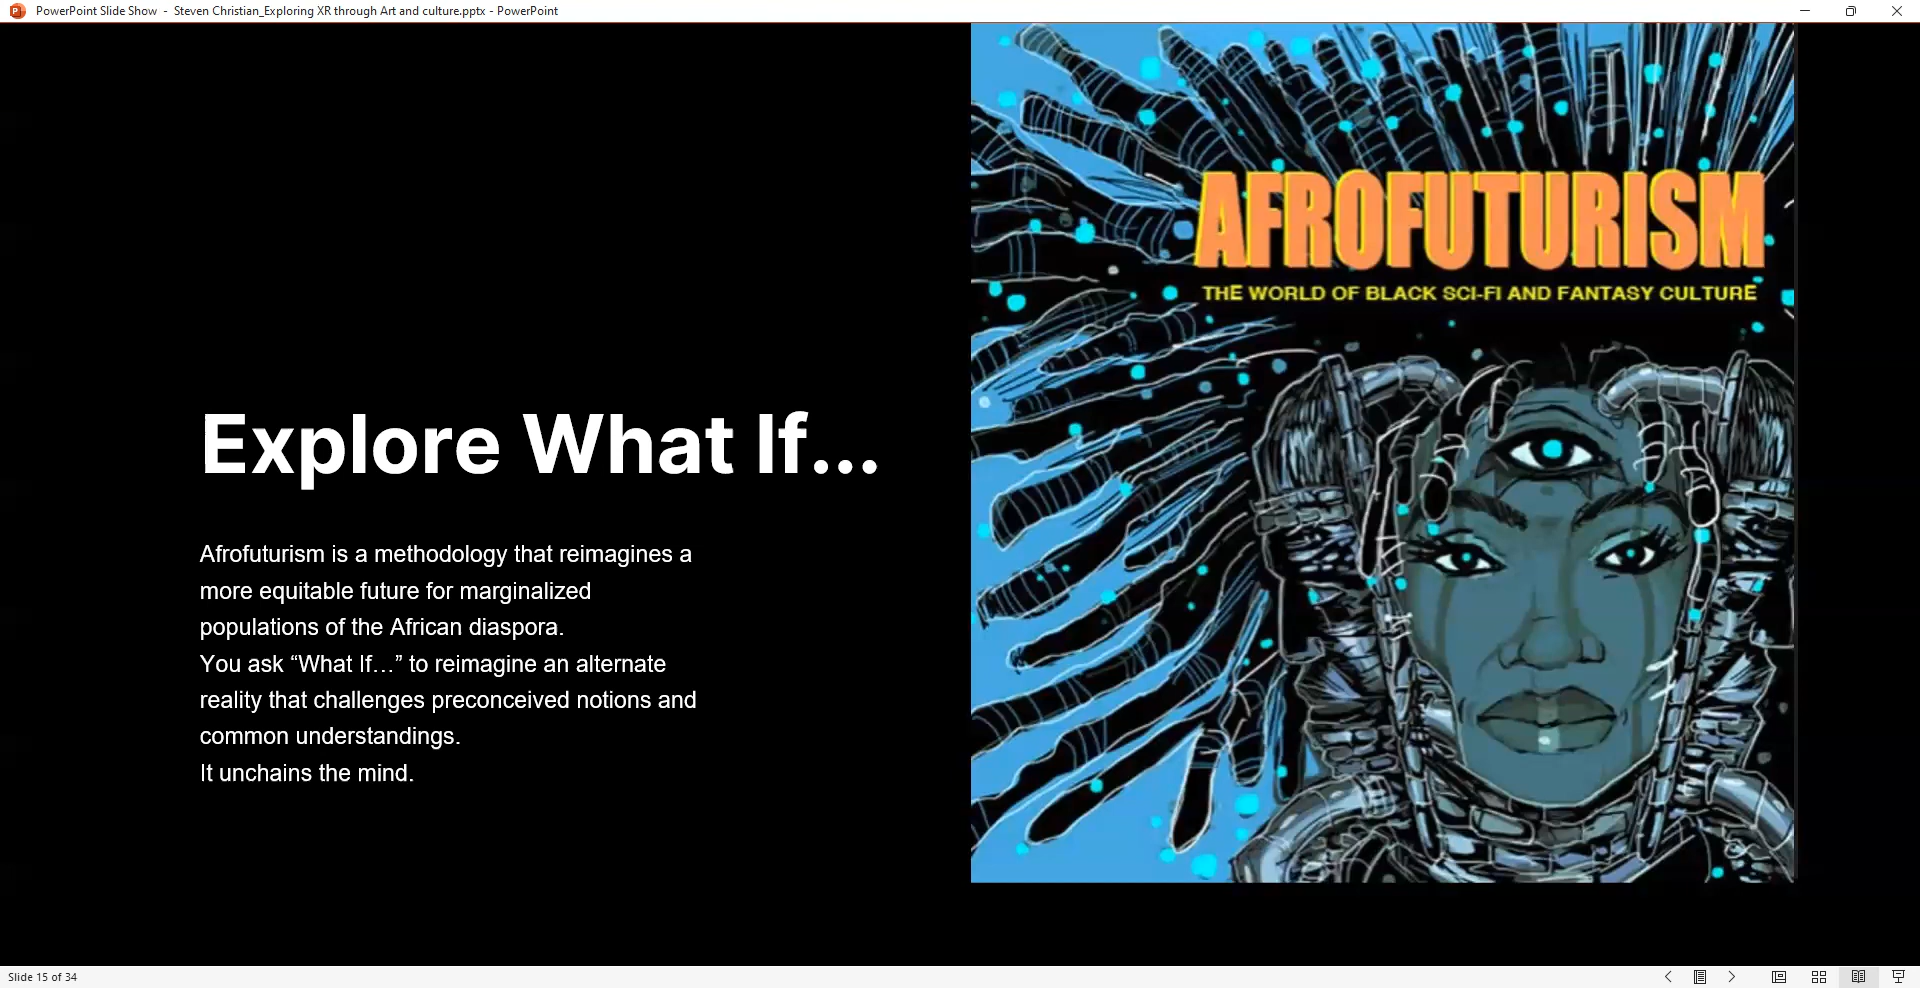 PowerPoint Slide Show - Steven Christian_Exploring XR through Art and culture.pptx - PowerPoint
AFROFUTURISM
THE WORLD OF BLACK SCI-FI AND FANTASY CULTURE
Explore What If...
Afrofuturism is a methodology that reimagines a
more equitable future for marginalized
populations of the African diaspora.
You ask “What If…” to reimagine an alternate
reality that challenges preconceived notions and
common understandings.
It unchains the mind.
Slide 15 of 34